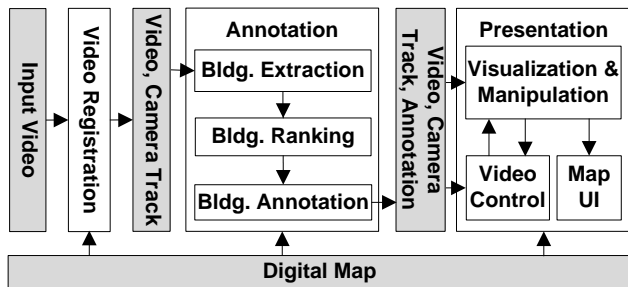 Input Video
Video Registration
Video, Camera Track
Annotation
Bldg. Extraction
Bldg. Ranking
Bldg. Annotation
Video, Camera
Track, Annotation
Presentation
Visualization &
Manipulation
Video
Control
Map
UI
Digital Map